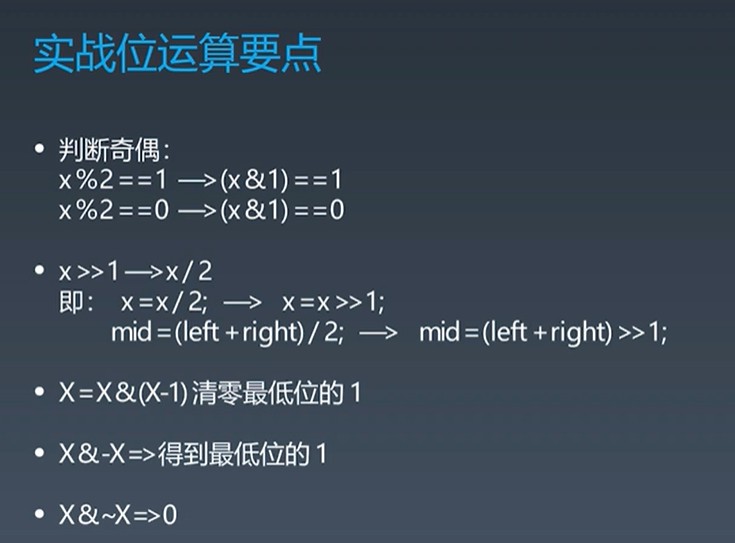 实战位运算要点
• 判断奇偶：
x%2==1 —>(x&1)==1
x%2==0 —>(x&1)==0
• x>>1—>x/2
即： x=x/2; —> x=x>>1;
mid=(left+right)/2; —> mid=(left+right)>>1;
• X=X&(X-1)清零最低位的1
• X&-X=>得到最低位的1
• X&~X=>0